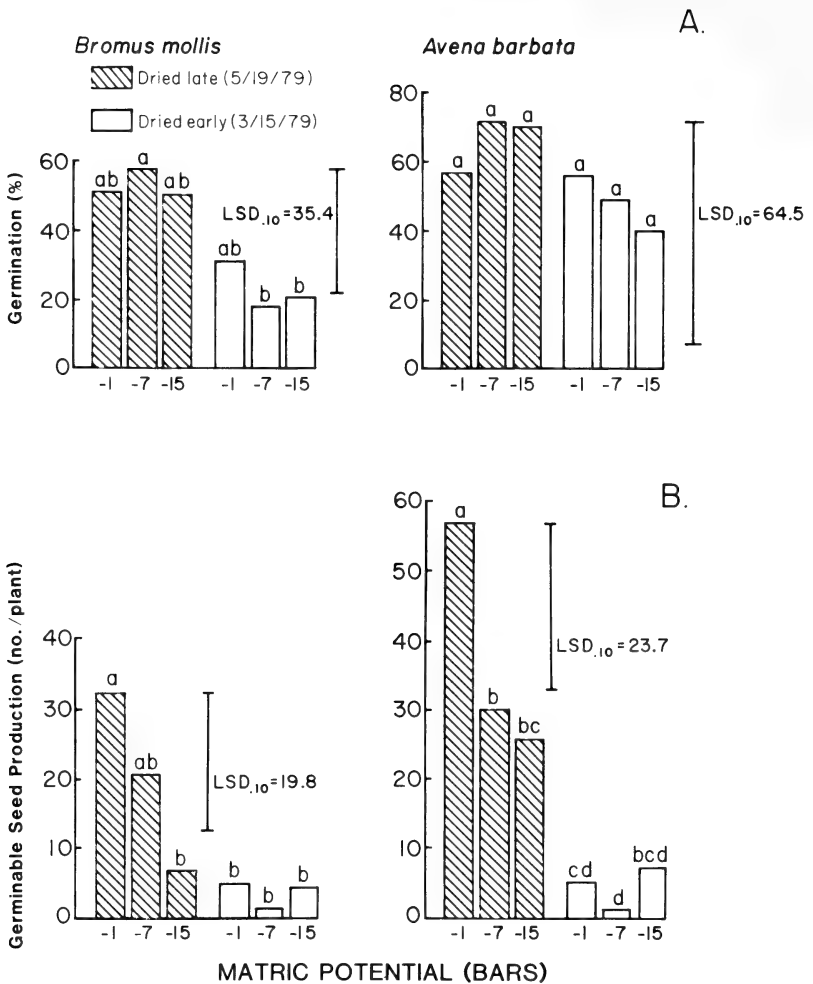 A.
Bromus mollis
Avena barbata
Dried late (5/19/79)
Dried early (3/15/79)
Germination (%)
60
40
20
0
ab
a
ab
ab
b
b
LSD.10=35.4
-1 -7 -15 -1 -7 -15
80
60
40
20
0
a
a
a
a
a
a
LSD.10=64.5
-1 -7 -15 -1 -7 -15
B.
Germinable Seed Production (no./plant)
40
30
20
10
0
a
ab
b
b
b
b
LSD.10=19.8
-1 -7 -15 -1 -7 -15
60
50
40
30
20
10
0
a
b
bc
cd
d
bcd
LSD.10=23.7
-1 -7 -15 -1 -7 -15
MATRIC POTENTIAL (BARS)